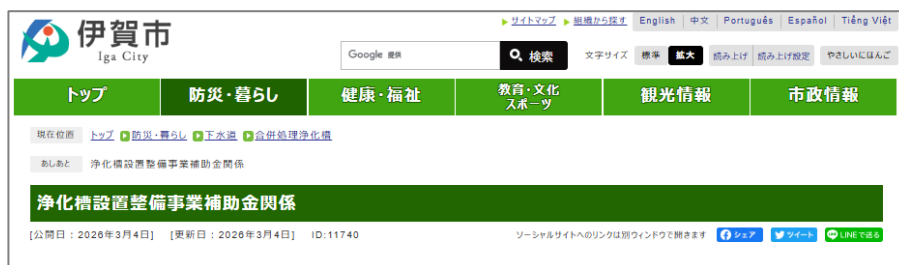 伊賀市
Iga City
サイトマップ 組織から探す English 中文 Português Español Tiếng Việt
Google 提供 検索 文字サイズ 標準 拡大 読み上げ 読み上げ設定 やさしいにほんご
トップ 防災・暮らし 健康・福祉 教育・文化 スポーツ 観光情報 市政情報
現在位置 トップ 防災・暮らし 下水道 合併処理浄化槽
あしあと 浄化槽設置整備事業補助金関係
浄化槽設置整備事業補助金関係
[公開日：2026年3月4日] [更新日：2026年3月4日] ID:11740 ソーシャルサイトへのリンクは別ウィンドウで開きます シェア ツイート LINEで送る